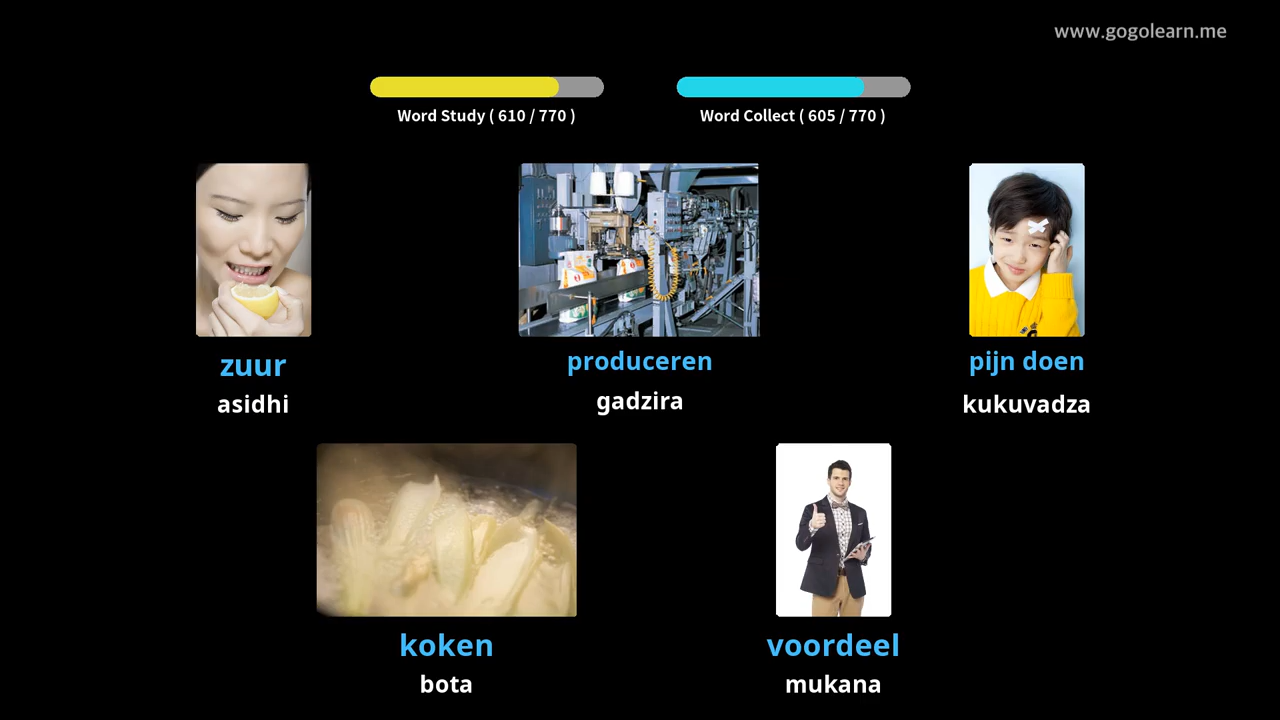 www.gogolearn.me
Word Study ( 610 / 770 )
Word Collect ( 605 / 770 )
zuur
asidhi
produceren
gadzira
pijn doen
kukuvadza
koken
bota
voordeel
mukana